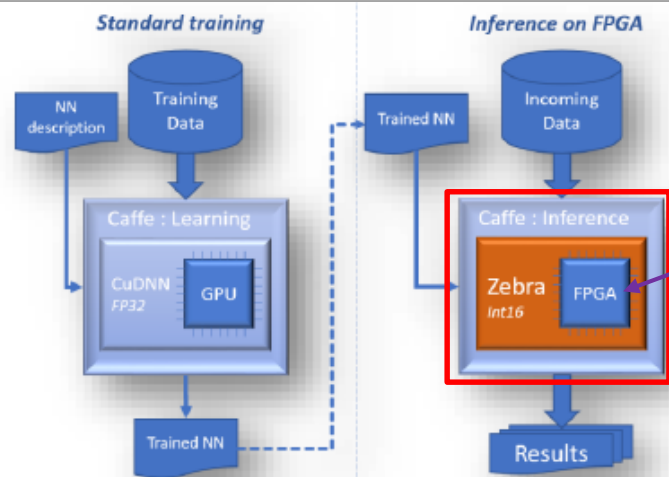 Standard training
NN
description
Training
Data
Caffe : Learning
CuDNN
FP32
GPU
Trained NN
Inference on FPGA
Trained NN
Incoming
Data
Caffe : Inference
Zebra
Int16
FPGA
Results